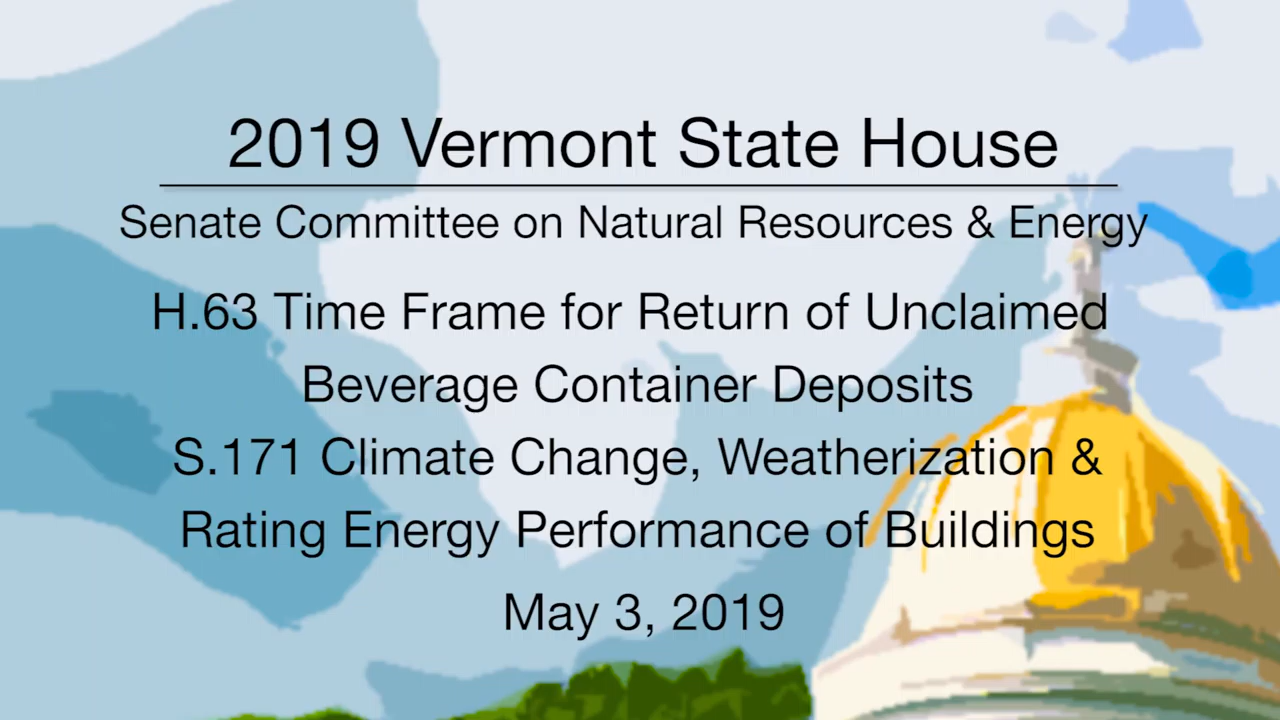 2019 Vermont State House
Senate Committee on Natural Resources & Energy
H.63 Time Frame for Return of Unclaimed
Beverage Container Deposits
S.171 Climate Change, Weatherization &
Rating Energy Performance of Buildings
May 3, 2019